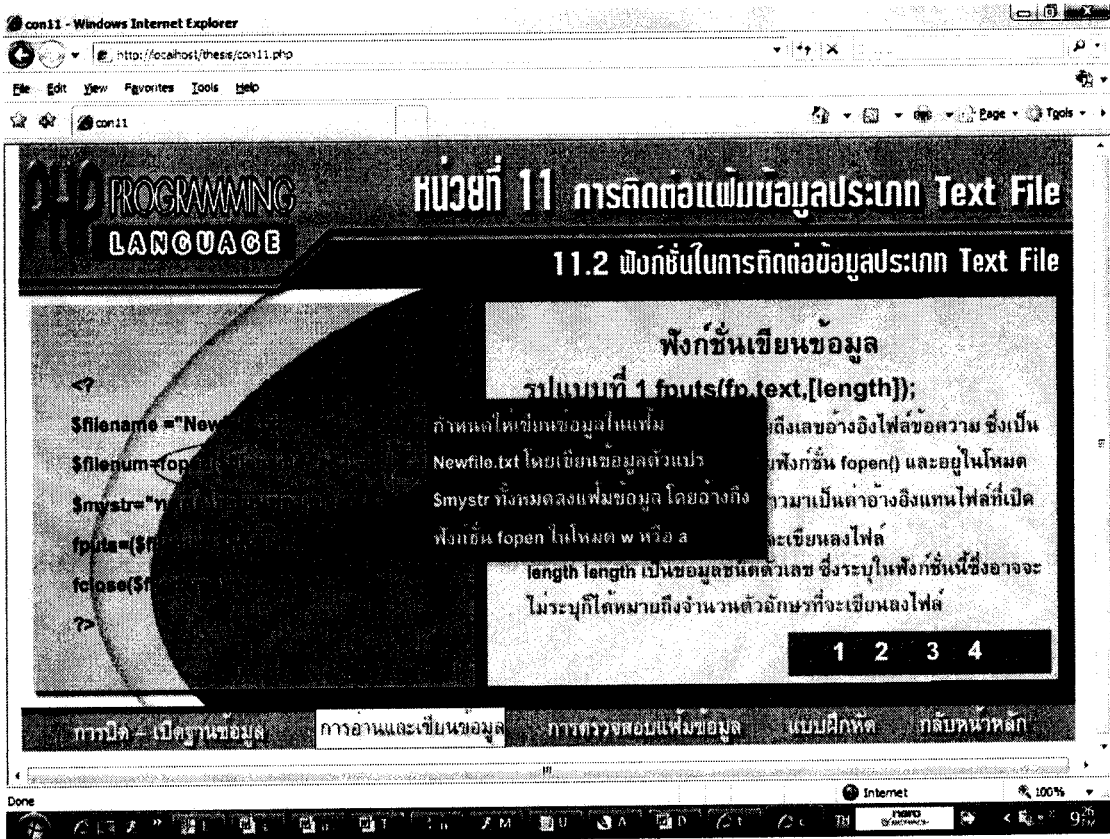 con11 - Windows Internet Explorer
http://localhost/thesis/con11.php
File Edit View Favorites Tools Help
con11
Page Tools
PHP PROGRAMMING
LANGUAGE
หน่วยที่ 11 การติดต่อแฟ้มข้อมูลประเภท Text File
11.2 ฟังก์ชั่นในการติดต่อข้อมูลประเภท Text File
<?
$filename ="New
$filenum=fop
$mystr="
fputs=($f
fclose($f
?>
ฟังก์ชั่นเขียนข้อมูล
รูปแบบที่ 1 fputs(fp,text,[length]);
ถึงเลขอ้างอิงไฟล์ข้อความ ซึ่งเป็น
ฟังก์ชั่น fopen() และอยู่ในโหมด
มาเป็นค่าอ้างอิงแทนไฟล์ที่เปิด
จะเขียนลงไฟล์
length length เป็นข้อมูลชนิดตัวเลข ซึ่งระบุในฟังก์ชั่นนี้ซึ่งอาจจะ
ไม่ระบุก็ได้หมายถึงจำนวนตัวอักษรที่จะเขียนลงไฟล์
กำหนดให้เขียนข้อมูลในแฟ้ม
Newfile.txt โดยเขียนข้อมูลตัวแปร
$mystr ทั้งหมดลงแฟ้มข้อมูล โดยอ้างถึง
ฟังก์ชั่น fopen ในโหมด w หรือ a
1 2 3 4
การปิด – เปิดฐานข้อมูล การอ่านและเขียนข้อมูล การตรวจสอบแฟ้มข้อมูล แบบฝึกหัด กลับหน้าหลัก
Done Internet 100%
TH